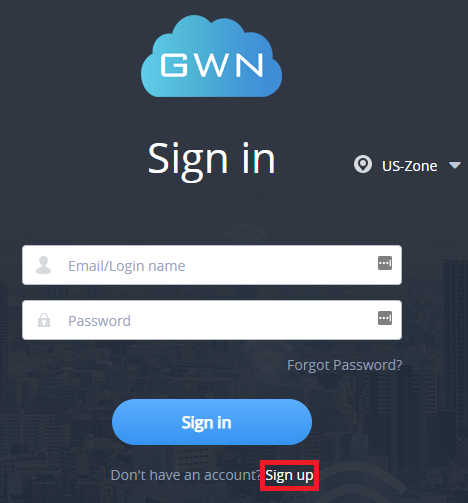 GWN
Sign in
US-Zone
Email/Login name
Password
Forgot Password?
Sign in
Don't have an account? Sign up